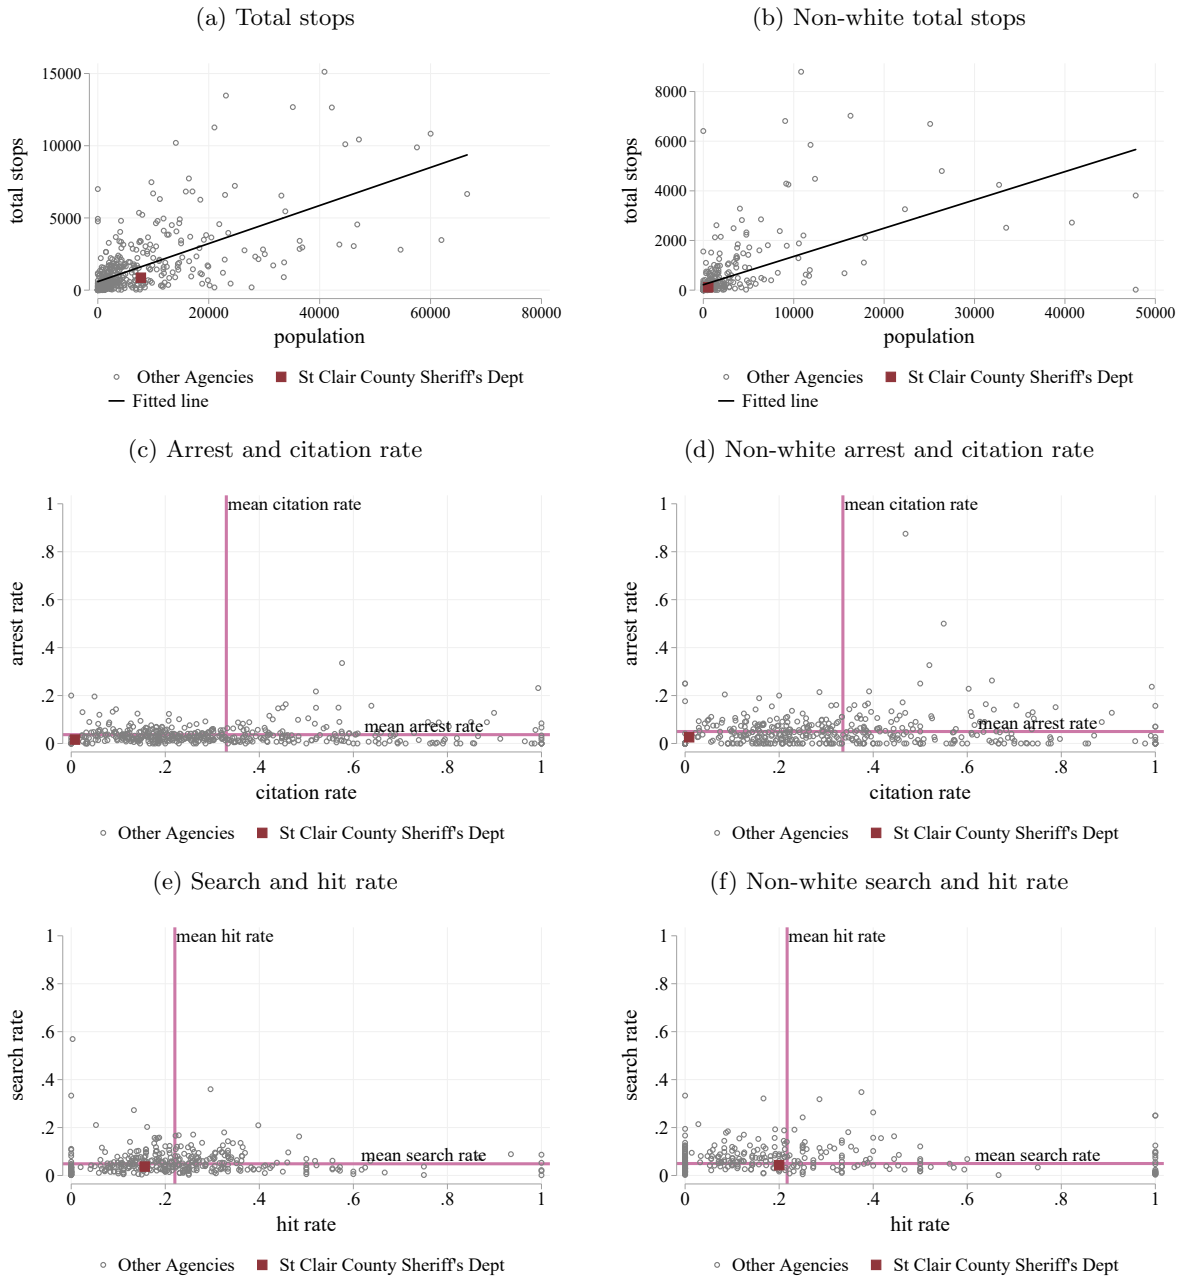 (a) Total stops
(b) Non-white total stops
15000
10000
5000
0
total stops
0
20000
40000
60000
80000
population
Other Agencies
St Clair County Sheriff's Dept
Fitted line
8000
6000
4000
2000
0
total stops
0
10000
20000
30000
40000
50000
population
Other Agencies
St Clair County Sheriff's Dept
Fitted line
(c) Arrest and citation rate
(d) Non-white arrest and citation rate
1
.8
.6
.4
.2
0
arrest rate
mean citation rate
mean arrest rate
0
.2
.4
.6
.8
1
citation rate
Other Agencies
St Clair County Sheriff's Dept
1
.8
.6
.4
.2
0
arrest rate
mean citation rate
mean arrest rate
0
.2
.4
.6
.8
1
citation rate
Other Agencies
St Clair County Sheriff's Dept
(e) Search and hit rate
(f) Non-white search and hit rate
1
.8
.6
.4
.2
0
search rate
mean hit rate
mean search rate
0
.2
.4
.6
.8
1
hit rate
Other Agencies
St Clair County Sheriff's Dept
1
.8
.6
.4
.2
0
search rate
mean hit rate
mean search rate
0
.2
.4
.6
.8
1
hit rate
Other Agencies
St Clair County Sheriff's Dept